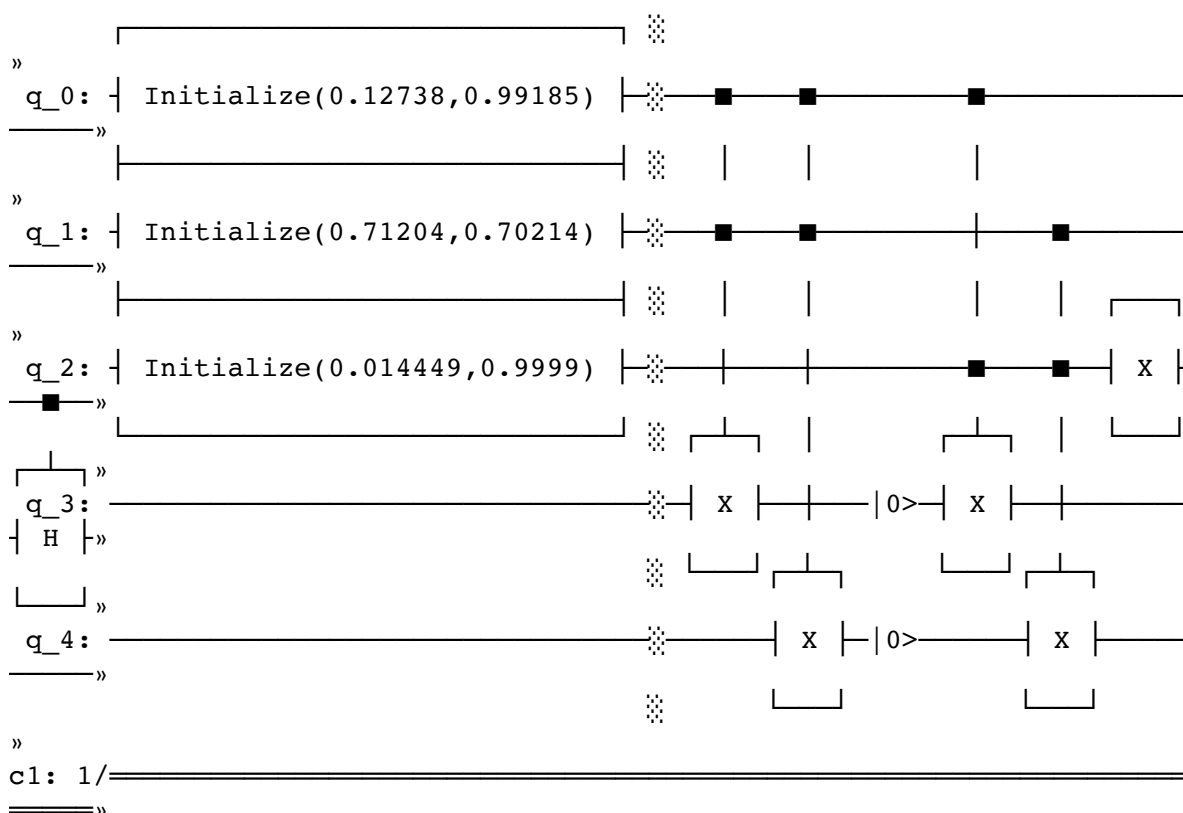 »
q_0: Initialize(0.12738,0.99185)
»
»
q_1: Initialize(0.71204,0.70214)
»
»
q_2: Initialize(0.014449,0.9999) X
»
»
q_3: X |0> X
H »
»
q_4: X |0> X
»
»
c1: 1/
»